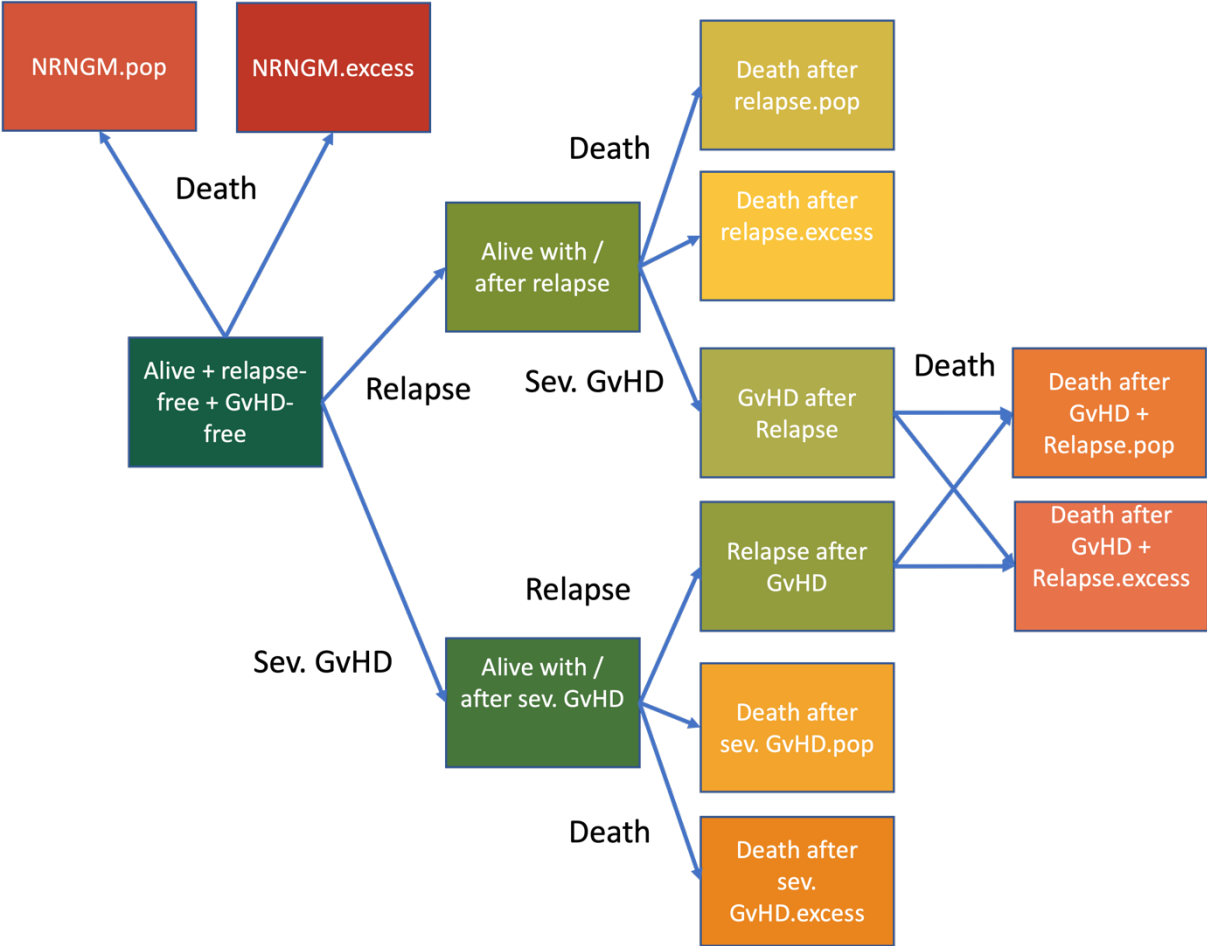 NRNGM.pop
NRNGM.excess
Death
Death after
relapse.pop
Death
Death after
relapse.excess
Alive with /
after relapse
Alive + relapse-
free + GvHD-
free
Relapse
Sev. GvHD
GvHD after
Relapse
Death
Death after
GvHD +
Relapse.pop
Relapse after
GvHD
Death after
GvHD +
Relapse.excess
Relapse
Sev. GvHD
Alive with /
after sev. GvHD
Death after
sev. GvHD.pop
Death
Death after
sev.
GvHD.excess